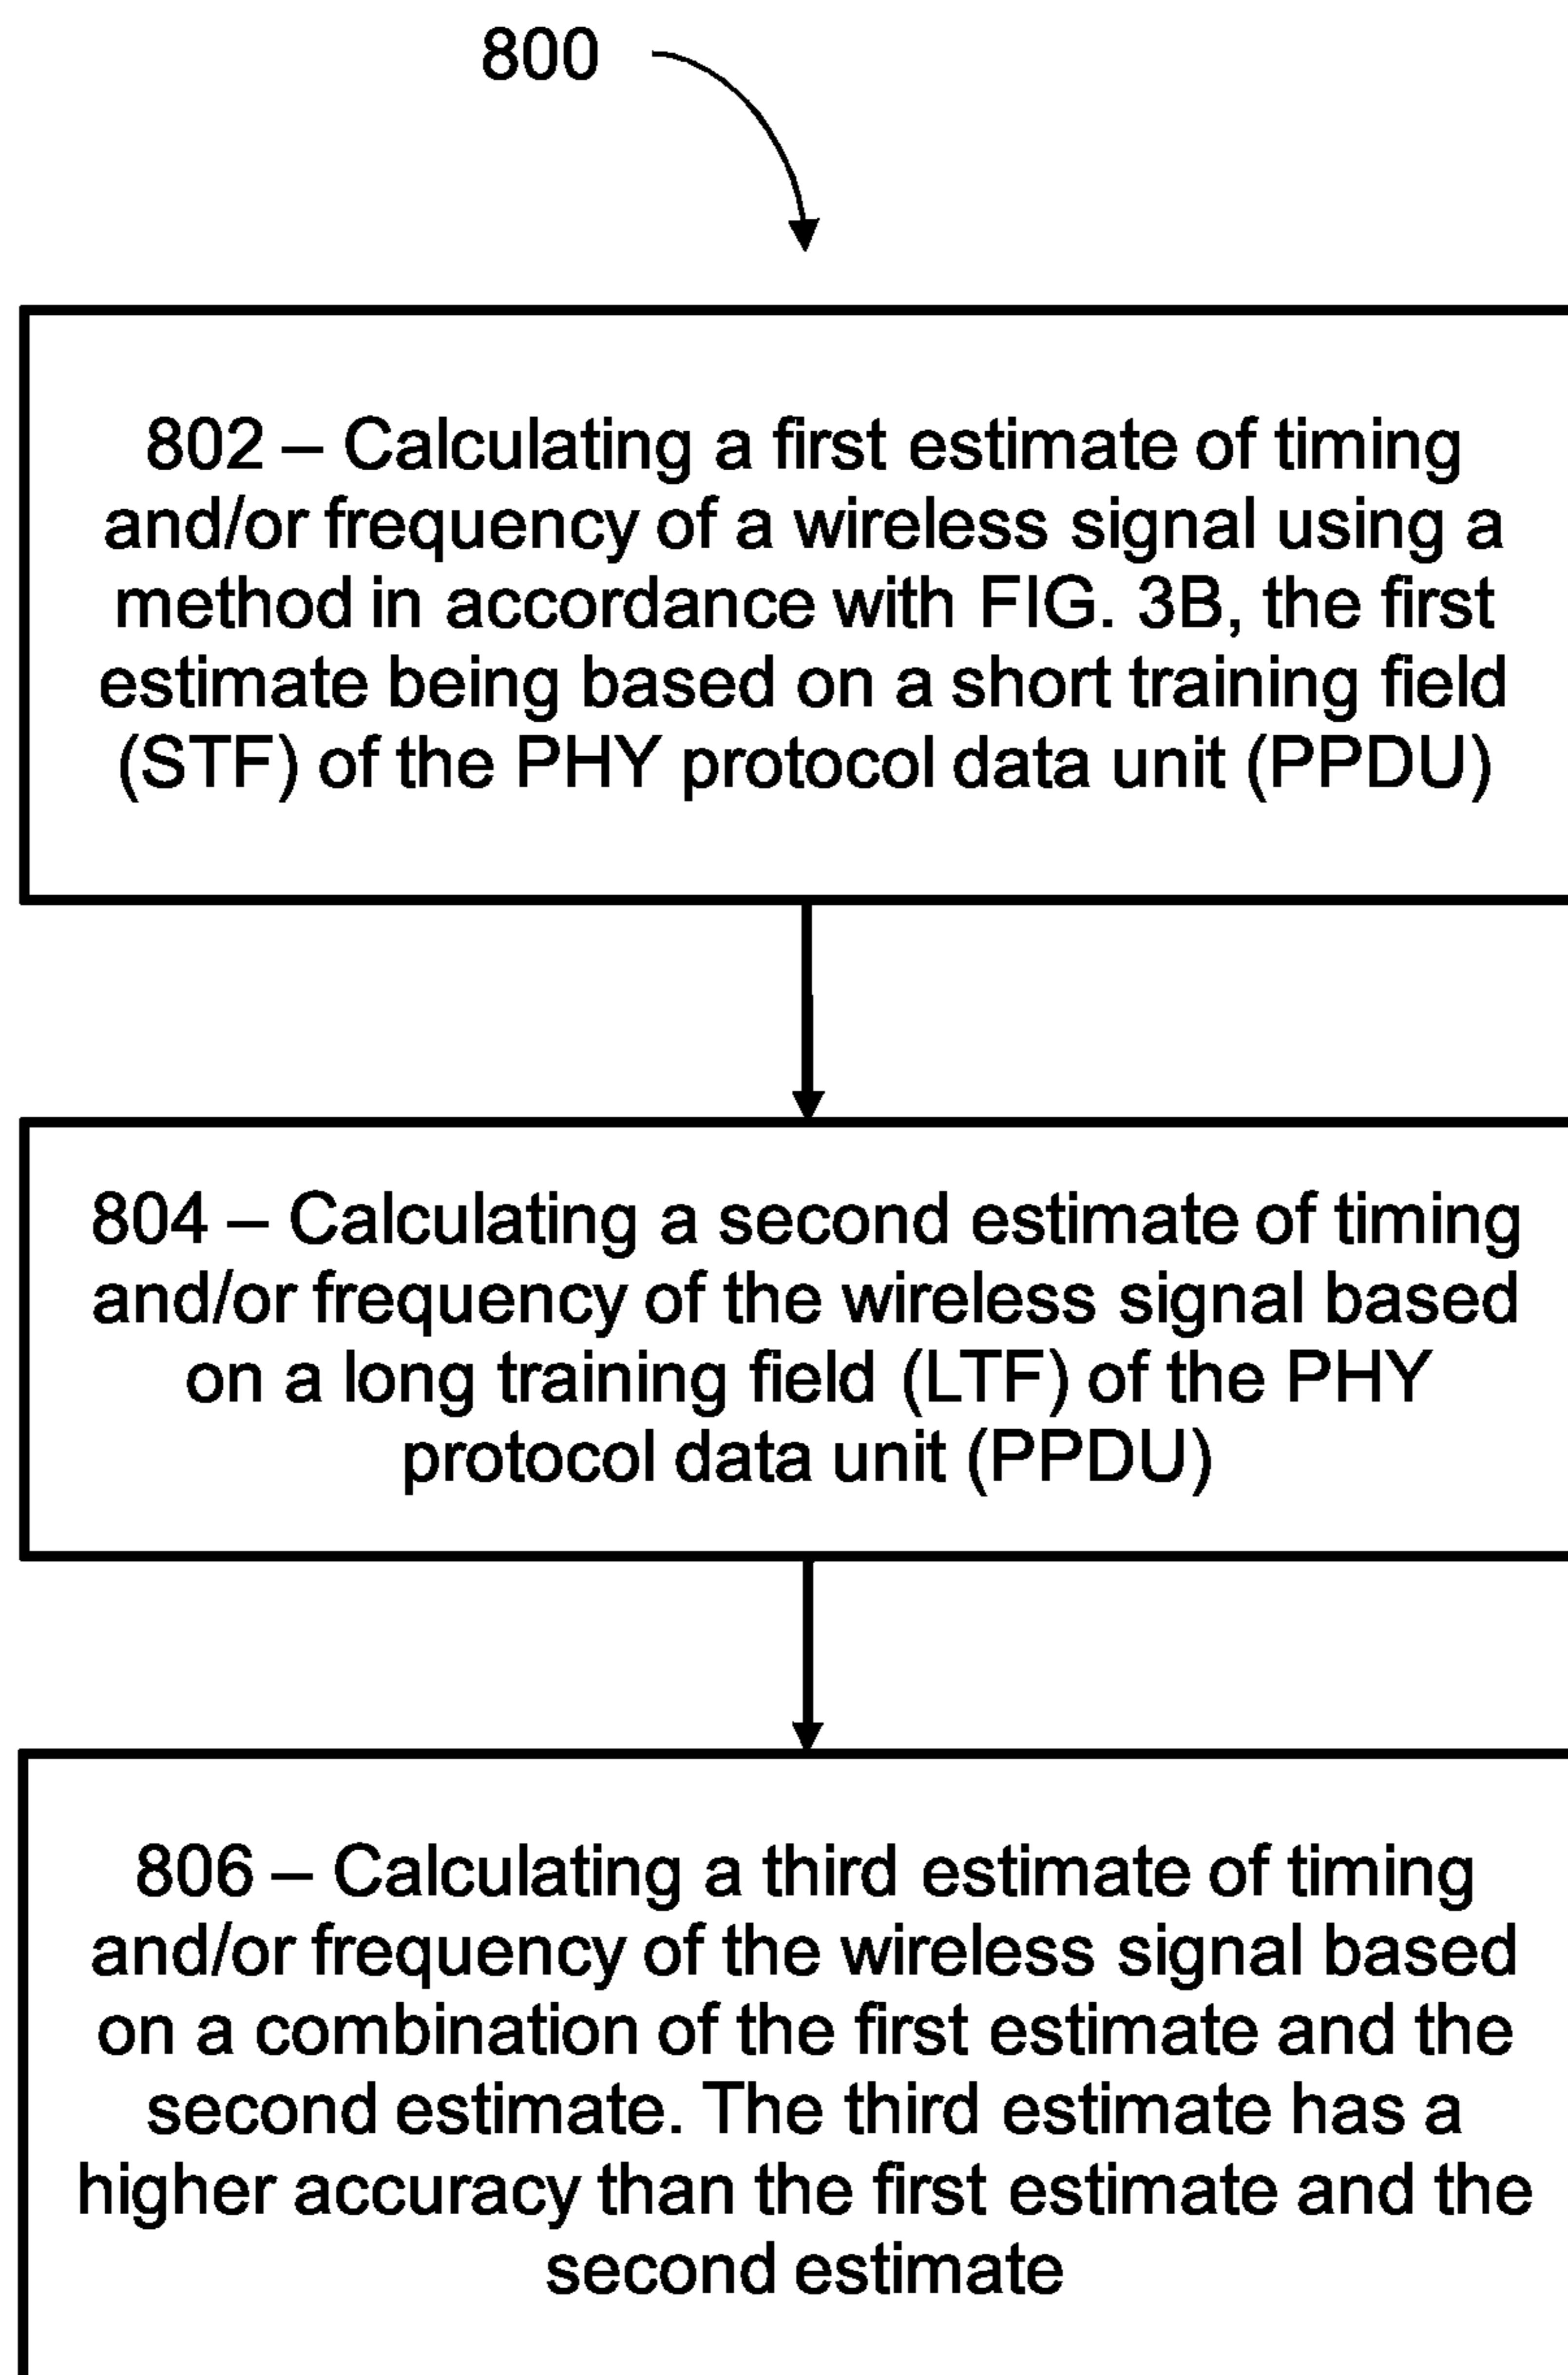 800
802 – Calculating a first estimate of timing
and/or frequency of a wireless signal using a
method in accordance with FIG. 3B, the first
estimate being based on a short training field
(STF) of the PHY protocol data unit (PPDU)
804 – Calculating a second estimate of timing
and/or frequency of the wireless signal based
on a long training field (LTF) of the PHY
protocol data unit (PPDU)
806 – Calculating a third estimate of timing
and/or frequency of the wireless signal based
on a combination of the first estimate and the
second estimate. The third estimate has a
higher accuracy than the first estimate and the
second estimate